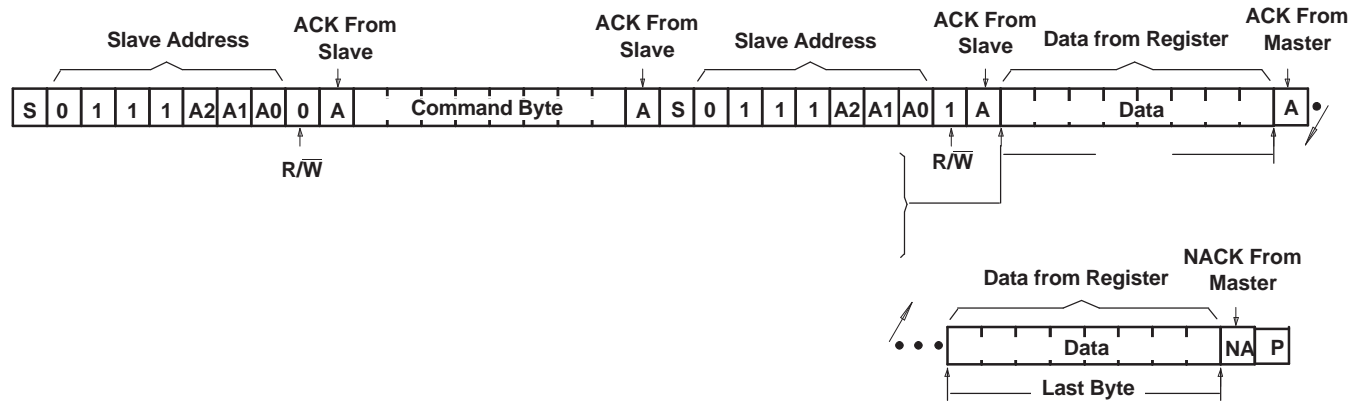 Slave Address
ACK From
Slave
ACK From
Slave
Slave Address
ACK From
Slave
Data from Register
ACK From
Master
S 0 1 1 1 A2 A1 A0 0 A Command Byte A S 0 1 1 1 A2 A1 A0 1 A Data A
R/W̅
R/W̅
Data from Register
NACK From
Master
Data NA P
Last Byte